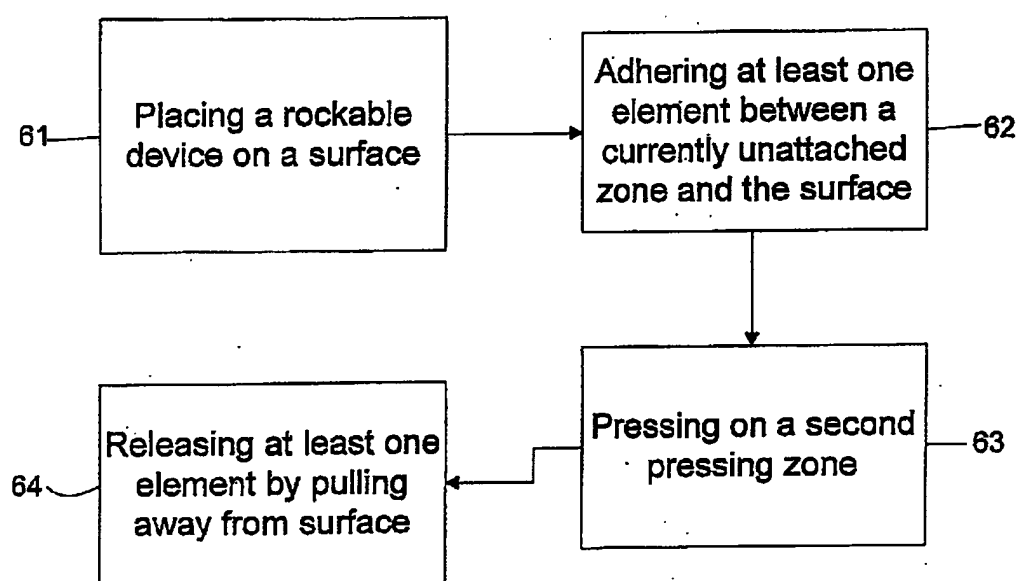 61
Placing a rockable
device on a surface
Adhering at least one
element between a
currently unattached
zone and the surface
62
Pressing on a second
pressing zone
63
64
Releasing at least one
element by pulling
away from surface